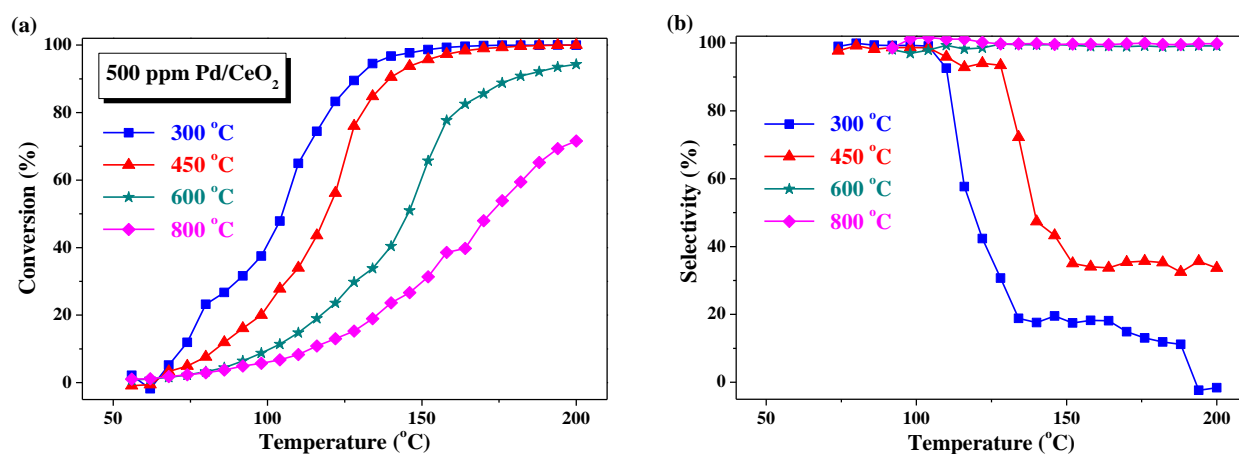 (a)
100
80
60
40
20
0
Conversion (%)
500 ppm Pd/CeO₂
300 °C
450 °C
600 °C
800 °C
50
100
150
200
Temperature (°C)
(b)
100
80
60
40
20
0
Selectivity (%)
300 °C
450 °C
600 °C
800 °C
50
100
150
200
Temperature (°C)